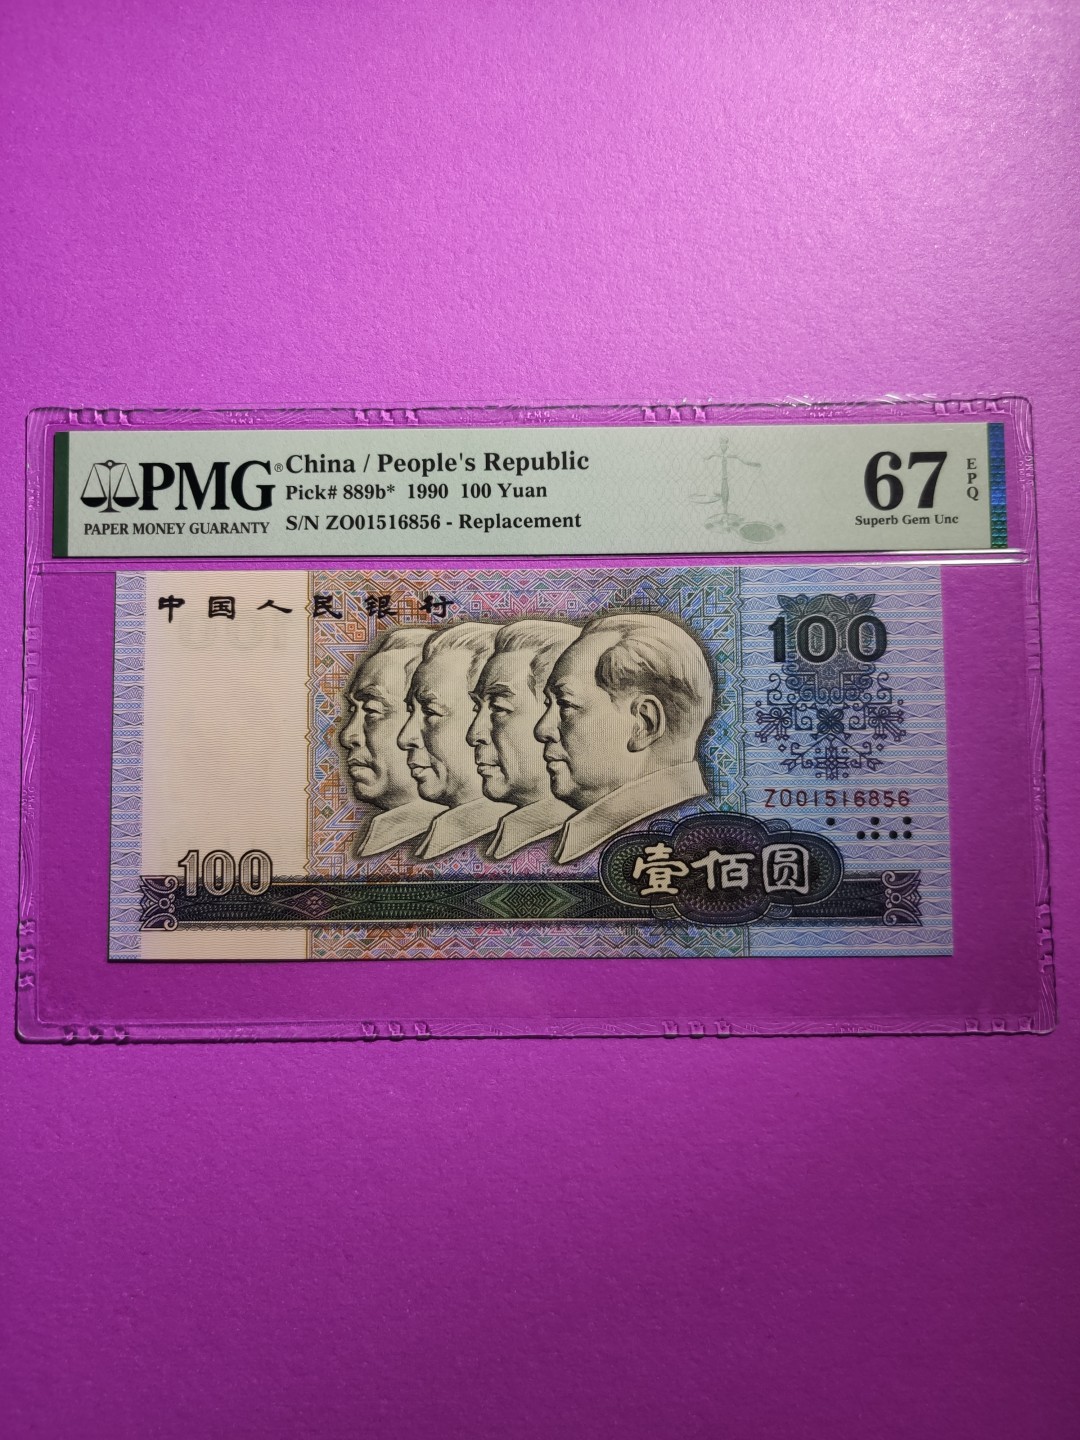 PMG®
PAPER MONEY GUARANTY
China / People's Republic
Pick# 889b* 1990 100 Yuan
S/N ZO01516856 - Replacement
67
EPQ
Superb Gem Unc
中国人民银行
100
ZO01516856
100
壹佰圆